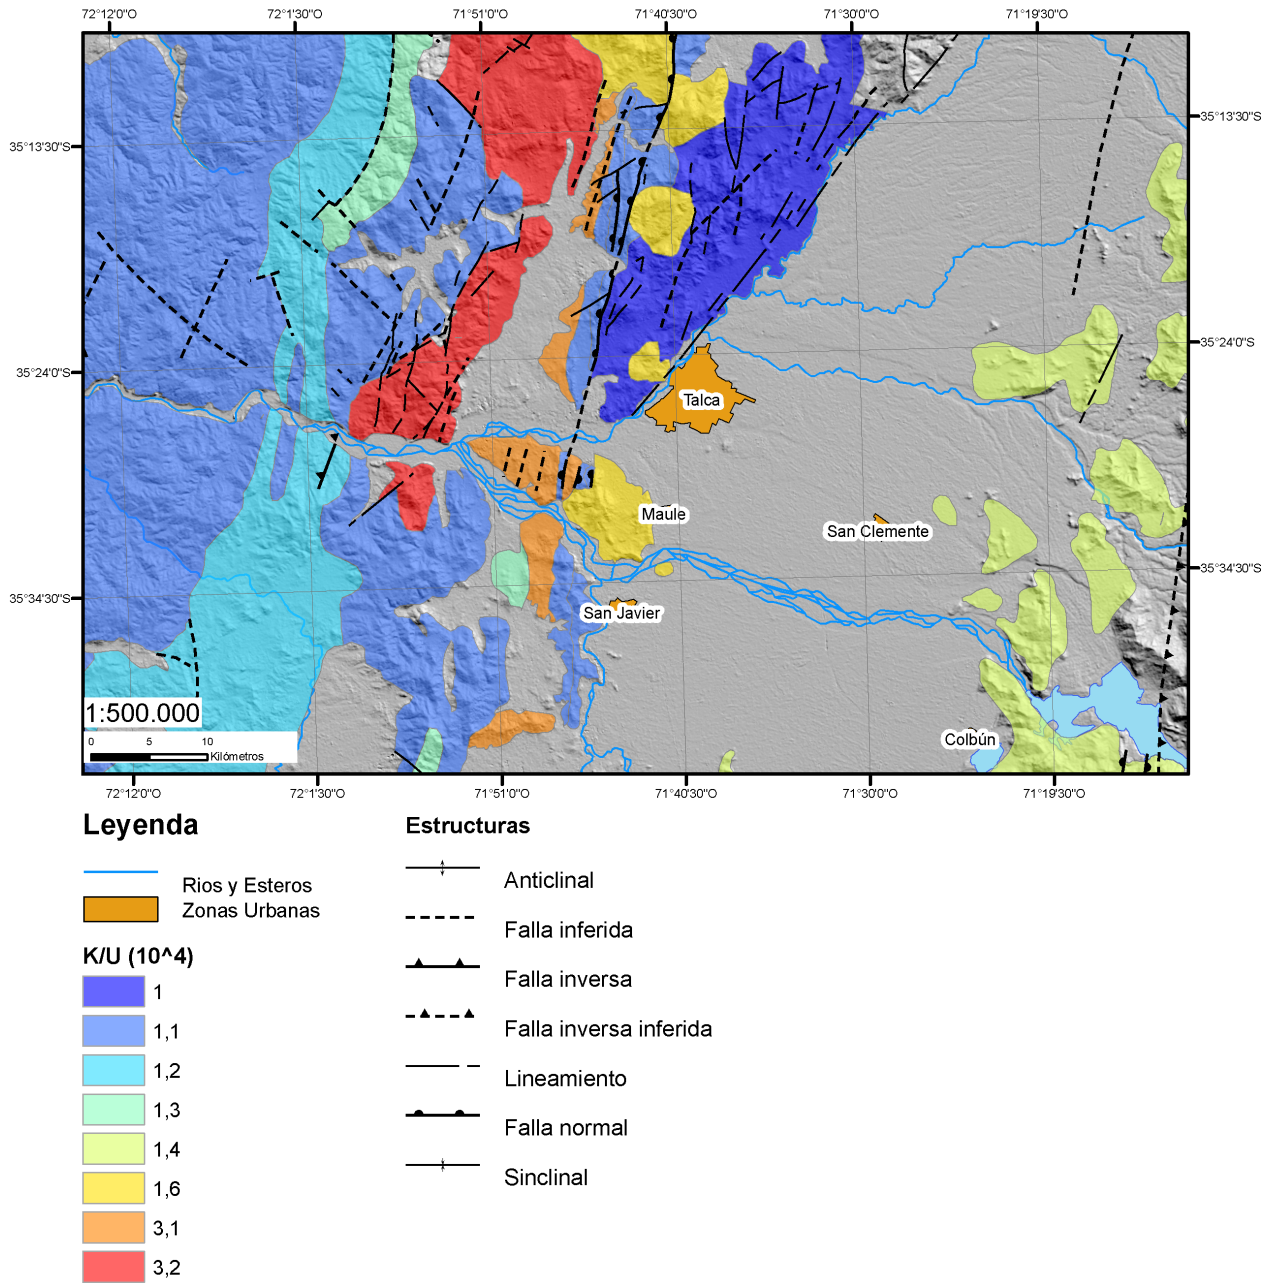 72°12'0"O 72°1'30"O 71°51'0"O 71°40'30"O 71°30'0"O 71°19'30"O
35°13'30"S
35°13'30"S
35°24'0"S
35°24'0"S
Talca
Maule
San Clemente
35°34'30"S
35°34'30"S
San Javier
1:500.000
Colbún
0 5 10
Kilómetros
72°12'0"O 72°1'30"O 71°51'0"O 71°40'30"O 71°30'0"O 71°19'30"O
Leyenda
Rios y Esteros
Zonas Urbanas
K/U (10^4)
1
1,1
1,2
1,3
1,4
1,6
3,1
3,2
Estructuras
Anticlinal
Falla inferida
Falla inversa
Falla inversa inferida
Lineamiento
Falla normal
Sinclinal